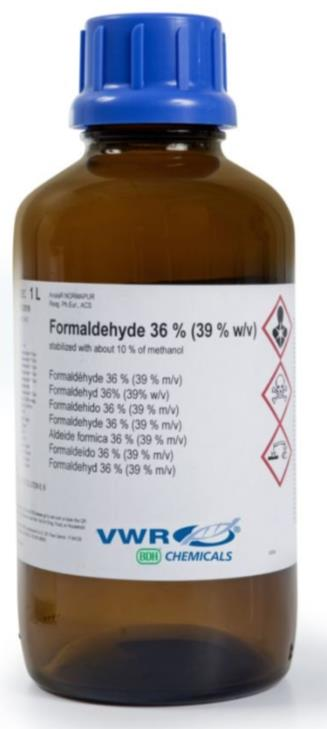 1 L
AnalaR NORMAPUR
Reag. Ph.Eur., ACS
Formaldehyde 36 % (39 % w/v)
stabilized with about 10 % of methanol
Formaldéhyde 36 % (39 % m/v)
Formaldehyd 36% (39% w/v)
Formaldehido 36 % (39 % m/v)
Formaldehyde 36 % (39 % m/v)
Aldeide formica 36 % (39 % m/v)
Formaldeído 36 % (39 % m/v)
Formaldehyd 36 % (39 % m/v)
VWR®
BDH CHEMICALS